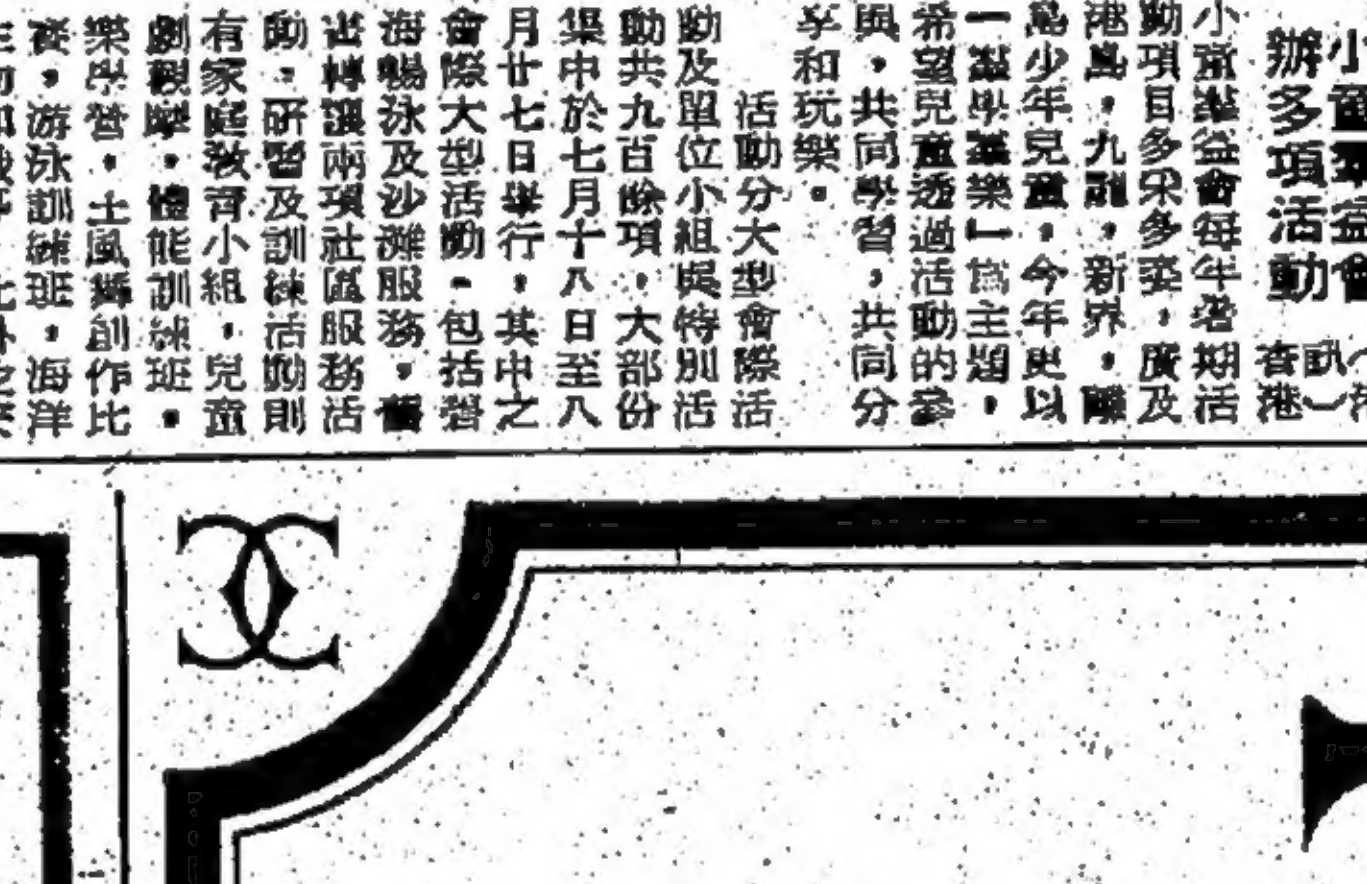 小童羣益會
辦多項活動
訊︶
香港
小童羣益會每年暑期活
動項目多采多姿，廣及
港島，九龍，新界，離
島少年兒童，今年更以
「羣學羣樂」為主題，
希望兒童透過活動的參
與，共同學習，共同分
享和玩樂。
活動分大型會際活
動及單位小組與特別活
動共九百餘項，大部份
集中於七月十八日至八
月廿七日舉行，其中之
會際大型活動，包括碧
海暢泳及沙灘服務，舊
書轉讓兩項社區服務活
動，研習及訓練活動則
有家庭教育小組，兒童
劇觀摩，體能訓練班，
樂學營，土風舞創作比
賽，游泳訓練班，海洋